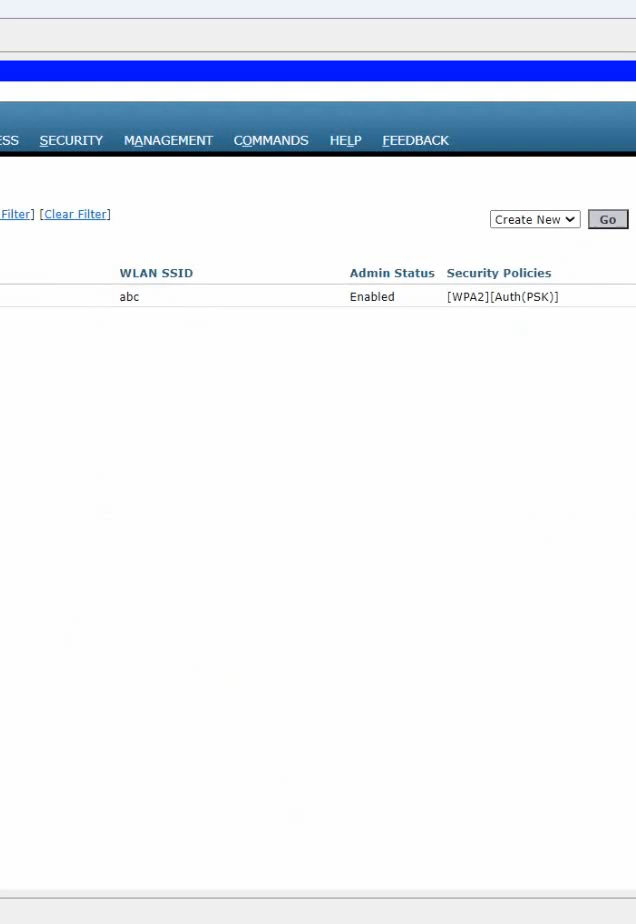 ESS SECURITY MANAGEMENT COMMANDS HELP FEEDBACK
Filter] [Clear Filter]
Create New Go
WLAN SSID Admin Status Security Policies
abc Enabled [WPA2][Auth(PSK)]